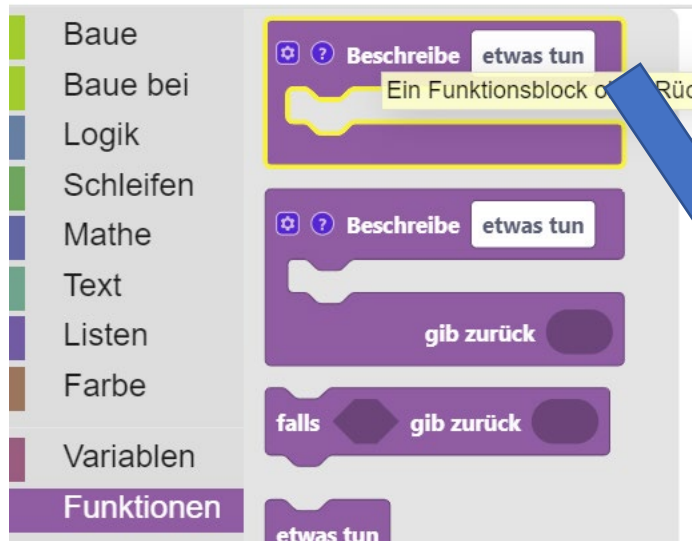 Baue
Baue bei
Logik
Schleifen
Mathe
Text
Listen
Farbe
Variablen
Funktionen
Beschreibe etwas tun
Ein Funktionsblock
Beschreibe etwas tun
gib zurück
falls gib zurück
etwas tun